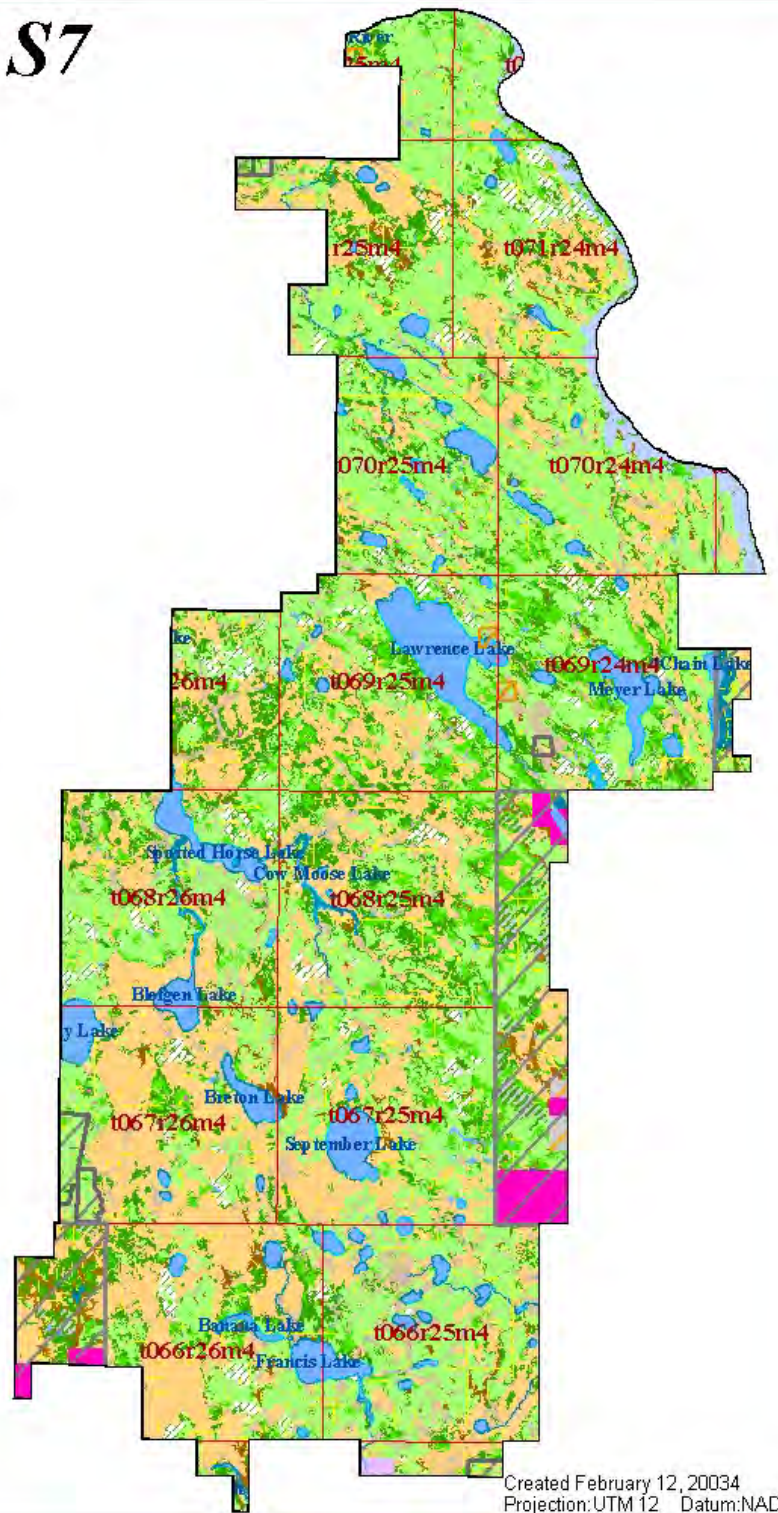 S7
River
t071r24m4
r25m4
t070r25m4
t070r24m4
Lawrence Lake
t069r24m4
Chain Lake
26m4
t069r25m4
Meyer Lake
Spotted Horse Lake
Cow Moose Lake
t068r26m4
t068r25m4
Blefgen Lake
y Lake
Breton Lake
t067r26m4
t067r25m4
September Lake
Banana Lake
t066r26m4
t066r25m4
Francis Lake
Created February 12, 20034
Projection:UTM 12 Datum:NAD